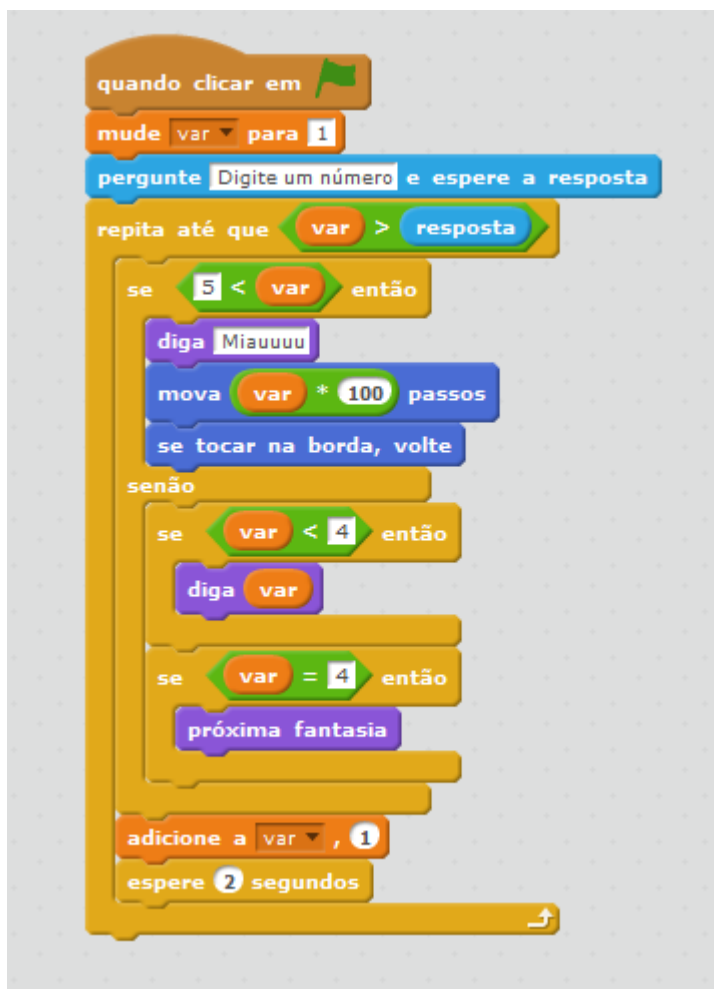 quando clicar em
mude var para 1
pergunte Digite um número e espere a resposta
repita até que var > resposta
se 5 < var então
diga Miauuuu
mova var * 100 passos
se tocar na borda, volte
senão
se var < 4 então
diga var
se var = 4 então
próxima fantasia
adicione a var , 1
espere 2 segundos